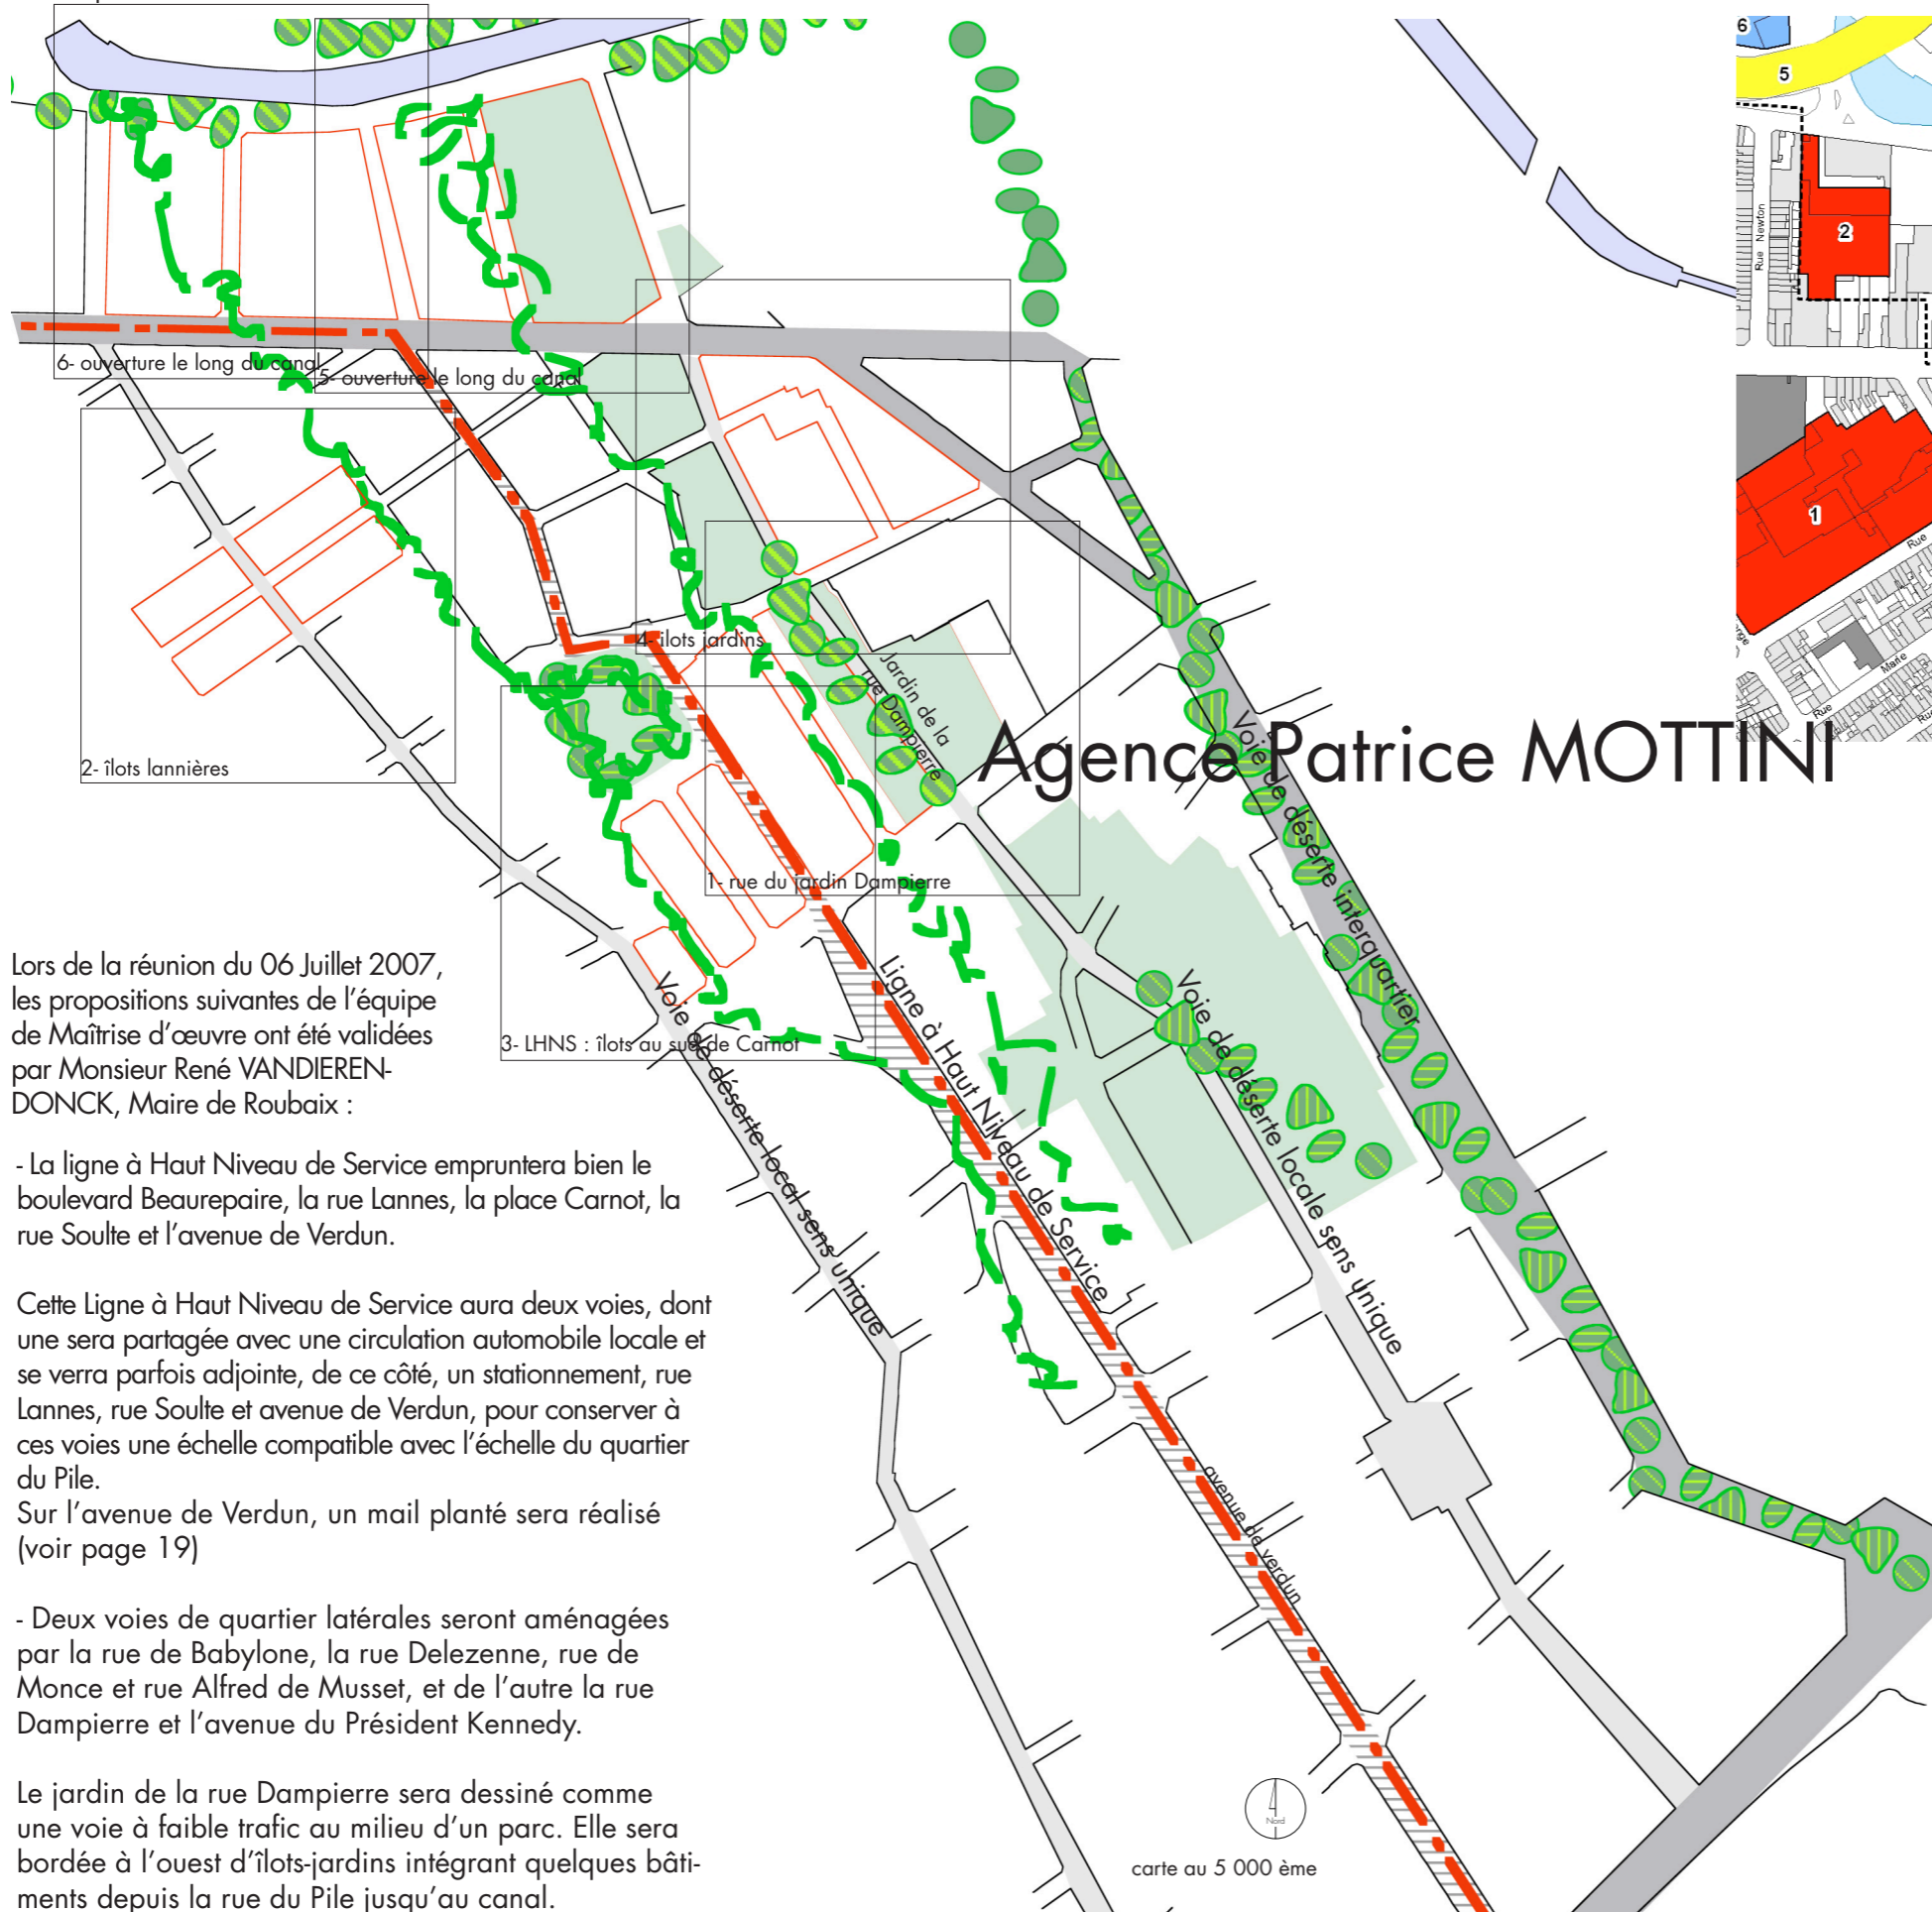 6- ouverture le long du canal
5- ouverture le long du canal
2- îlots lannières
4- îlots jardins
Jardin de la
rue Dampierre
1- rue du jardin Dampierre
3- LHNS : îlots au sud de Carnot
Agence Patrice MOTTINI
Voie de déserte interquartier
Voie de déserte local sens unique
Ligne à Haut Niveau de Service
Voie de déserte locale sens unique
avenue de verdun
6
5
Rue Newton
2
1
Rue
Marie
Rue
Lors de la réunion du 06 Juillet 2007,
les propositions suivantes de l'équipe
de Maîtrise d'œuvre ont été validées
par Monsieur René VANDIEREN-
DONCK, Maire de Roubaix :
- La ligne à Haut Niveau de Service empruntera bien le
boulevard Beaurepaire, la rue Lannes, la place Carnot, la
rue Soulte et l'avenue de Verdun.
Cette Ligne à Haut Niveau de Service aura deux voies, dont
une sera partagée avec une circulation automobile locale et
se verra parfois adjointe, de ce côté, un stationnement, rue
Lannes, rue Soulte et avenue de Verdun, pour conserver à
ces voies une échelle compatible avec l'échelle du quartier
du Pile.
Sur l'avenue de Verdun, un mail planté sera réalisé
(voir page 19)
- Deux voies de quartier latérales seront aménagées
par la rue de Babylone, la rue Delezenne, rue de
Monce et rue Alfred de Musset, et de l'autre la rue
Dampierre et l'avenue du Président Kennedy.
Le jardin de la rue Dampierre sera dessiné comme
une voie à faible trafic au milieu d'un parc. Elle sera
bordée à l'ouest d'îlots-jardins intégrant quelques bâti-
ments depuis la rue du Pile jusqu'au canal.
Nord
carte au 5 000 ème